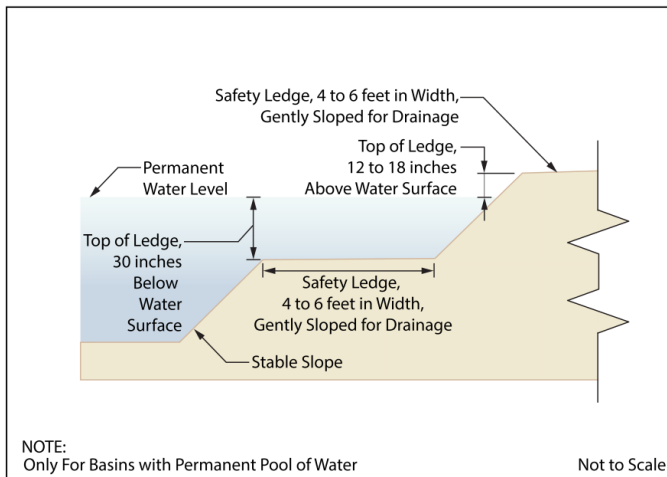 Safety Ledge, 4 to 6 feet in Width,
Gently Sloped for Drainage
Top of Ledge,
12 to 18 inches
Above Water Surface
Permanent
Water Level
Top of Ledge,
30 inches
Below
Water
Surface
Safety Ledge,
4 to 6 feet in Width,
Gently Sloped for Drainage
Stable Slope
NOTE:
Only For Basins with Permanent Pool of Water
Not to Scale